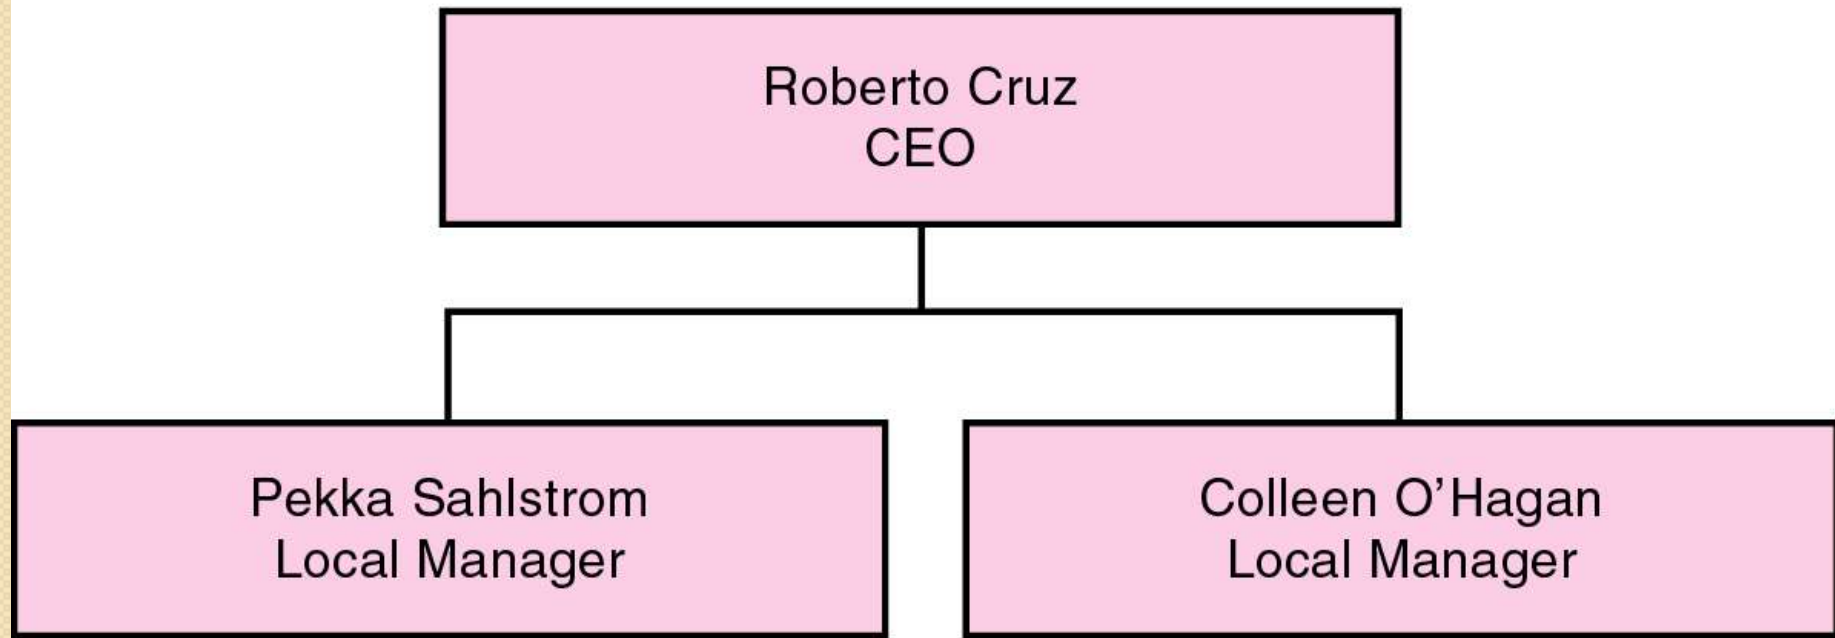 Roberto Cruz
CEO
Pekka Sahlstrom
Local Manager
Colleen O’Hagan
Local Manager